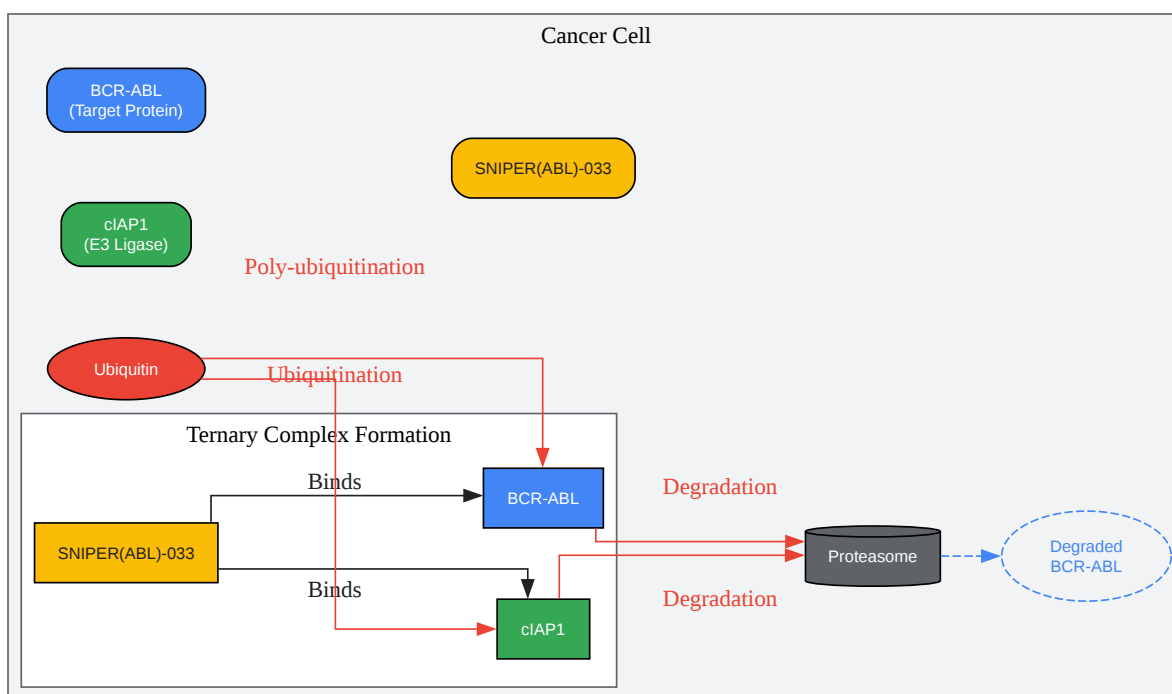 Cancer Cell
BCR-ABL
(Target Protein)
SNIPER(ABL)-033
cIAP1
(E3 Ligase)
Poly-ubiquitination
Ubiquitin
Ubiquitination
Ternary Complex Formation
Binds
BCR-ABL
Degradation
SNIPER(ABL)-033
Proteasome
Degraded
BCR-ABL
Binds
Degradation
cIAP1